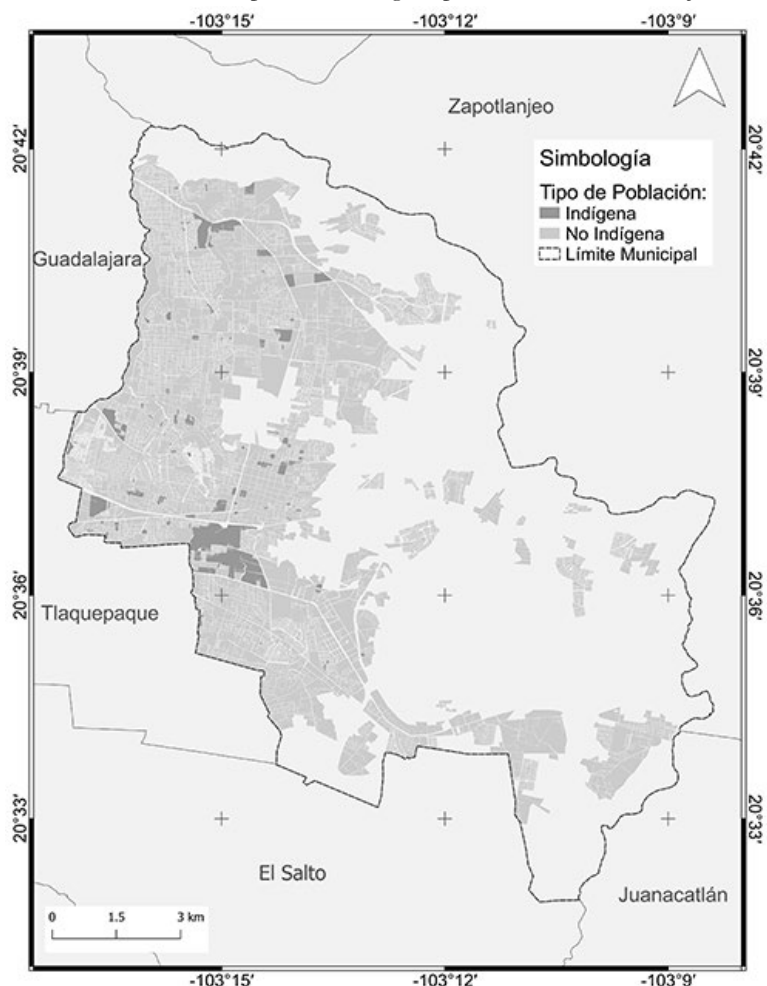 -103°15' -103°12' -103°9'
Zapotlanjeo
20°42' 20°42'
Simbología
Tipo de Población:
Indígena
No Indígena
Límite Municipal
Guadalajara
20°39' 20°39'
20°36' 20°36'
Tlaquepaque
20°33' 20°33'
El Salto
Juanacatlán
0 1.5 3 km
-103°15' -103°12' -103°9'